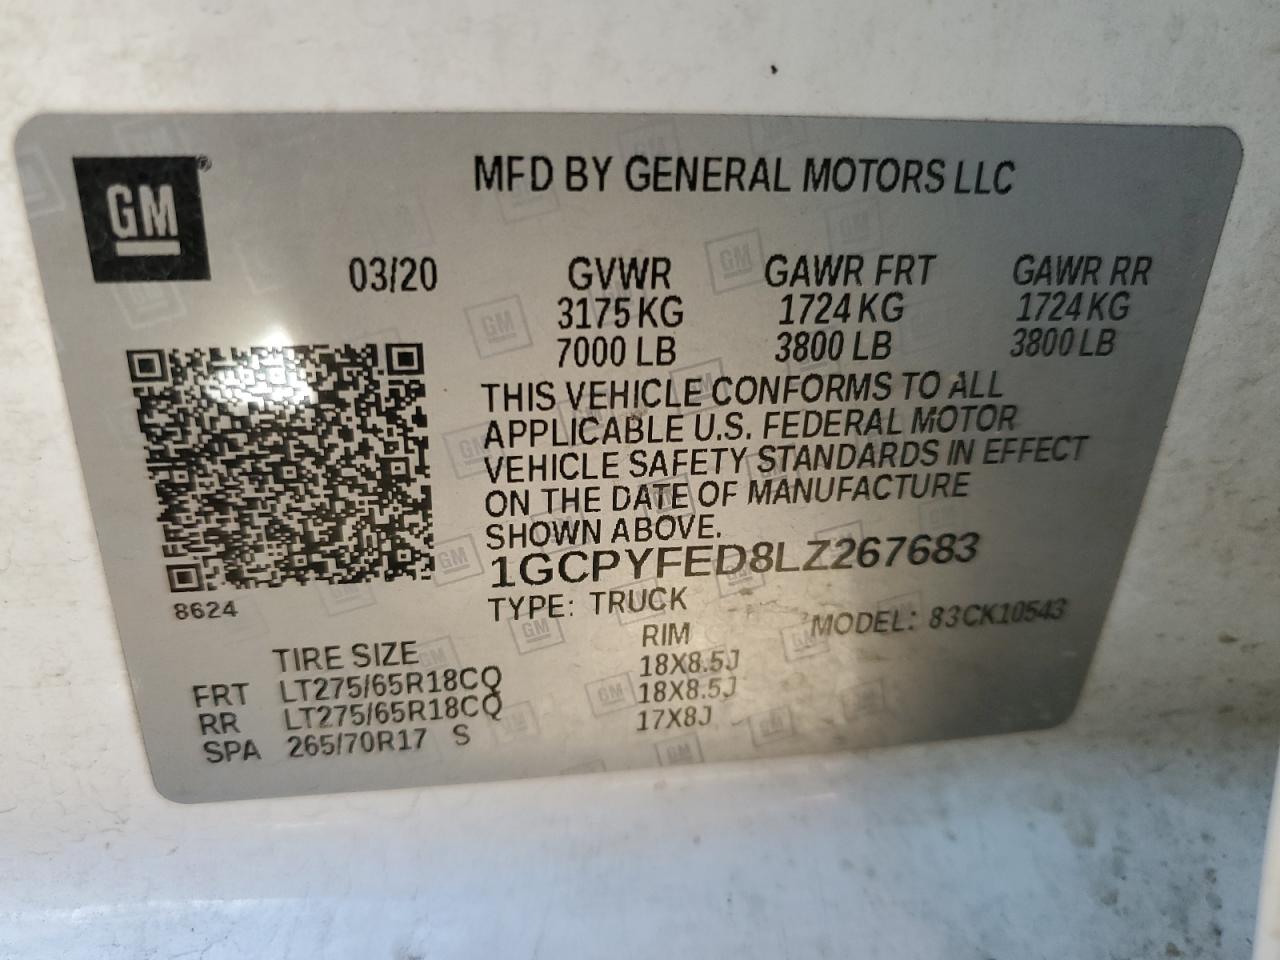 GM®
MFD BY GENERAL MOTORS LLC
03/20
GVWR GAWR FRT GAWR RR
3175 KG 1724 KG 1724 KG
7000 LB 3800 LB 3800 LB
THIS VEHICLE CONFORMS TO ALL
APPLICABLE U.S. FEDERAL MOTOR
VEHICLE SAFETY STANDARDS IN EFFECT
ON THE DATE OF MANUFACTURE
SHOWN ABOVE.
1GCPYFED8LZ267683
8624
TYPE: TRUCK MODEL: 83CK10543
TIRE SIZE RIM
FRT LT275/65R18CQ 18X8.5J
RR LT275/65R18CQ 18X8.5J
SPA 265/70R17 S 17X8J